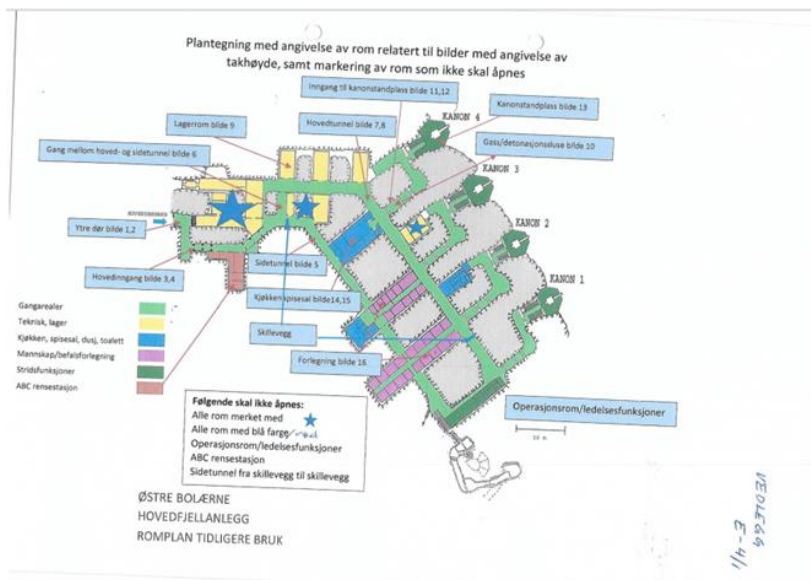 Plantegning med angivelse av rom relatert til bilder med angivelse av
takhøyde, samt markering av rom som ikke skal åpnes
Inngang til kanonstandplass bilde 11,12
Kanonstandplass bilde 13
Lagerrom bilde 9
Hovedtunnel bilde 7,8
KANON 4
Gass/detonasjonssluse bilde 10
Gang mellom hoved- og sidetunnel bilde 6
KANON 3
Ytre dør bilde 1,2
KANON 2
Hovedinngang bilde 3,4
Sidetunnel bilde 5
KANON 1
Kjøkken spisesal bilde14,15
Skillevegg
Forlegning bilde 16
Gangarealer
Teknisk, lager
Kjøkken, spisesal, dusj, toalett
Mannskap/befalsforlegning
Stridsfunksjoner
ABC rensestasjon
Operasjonsrom/ledelsesfunksjoner
Følgende skal ikke åpnes:
Alle rom merket med
Alle rom med blå farge
Operasjonsrom/ledelsesfunksjoner
ABC rensestasjon
Sidetunnel fra skillevegg til skillevegg
ØSTRE BOLÆRNE
HOVEDFJELLANLEGG
ROMPLAN TIDLIGERE BRUK
VEDLEGG
E-4/1